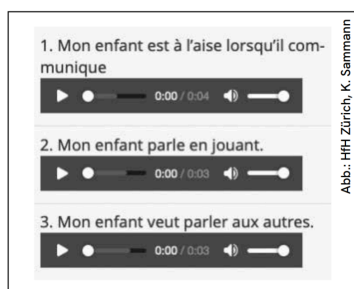 1. Mon enfant est à l'aise lorsqu'il com-
munique
0:00 / 0:04
2. Mon enfant parle en jouant.
0:00 / 0:03
3. Mon enfant veut parler aux autres.
0:00 / 0:03
Abb.: HfH Zürich, K. Sammann